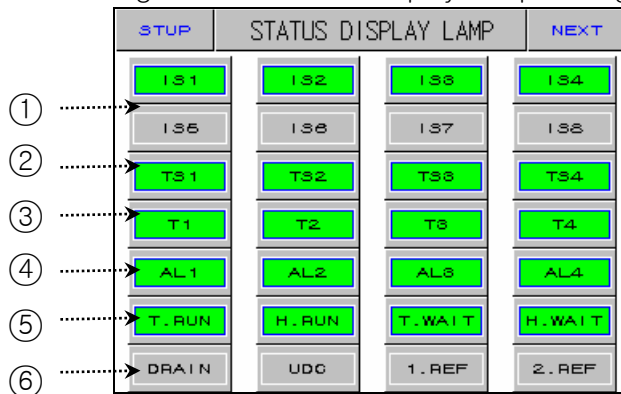 STUP STATUS DISPLAY LAMP NEXT
IS1 IS2 IS3 IS4
①
IS5 IS6 IS7 IS8
② TS1 TS2 TS3 TS4
③ T1 T2 T3 T4
④ AL1 AL2 AL3 AL4
⑤ T.RUN H.RUN T.WAIT H.WAIT
⑥ DRAIN UDC 1.REF 2.REF